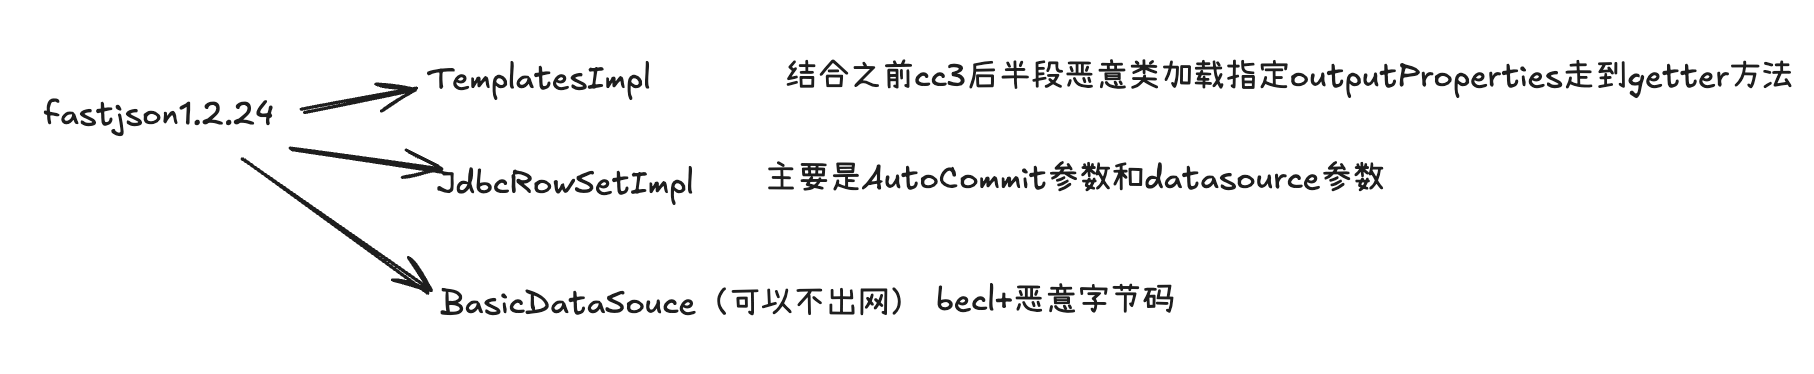 TemplatesImpl 结合之前cc3后半段恶意类加载指定outputProperties走到getter方法
fastjson1.2.24
JdbcRowSetImpl 主要是AutoCommit参数和datasource参数
BasicDataSouce（可以不出网） becl+恶意字节码